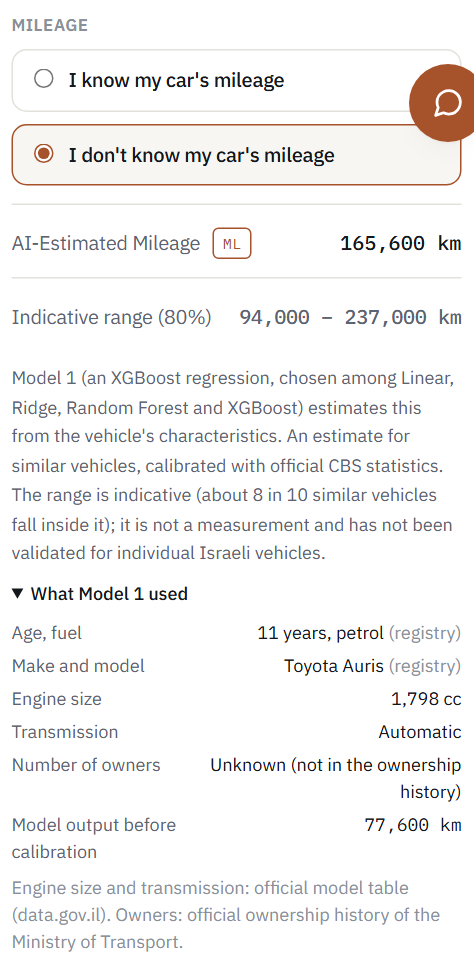 MILEAGE
I know my car's mileage
I don't know my car's mileage
AI-Estimated Mileage ML 165,600 km
Indicative range (80%) 94,000 – 237,000 km
Model 1 (an XGBoost regression, chosen among Linear,
Ridge, Random Forest and XGBoost) estimates this
from the vehicle's characteristics. An estimate for
similar vehicles, calibrated with official CBS statistics.
The range is indicative (about 8 in 10 similar vehicles
fall inside it); it is not a measurement and has not been
validated for individual Israeli vehicles.
▼ What Model 1 used
Age, fuel 11 years, petrol (registry)
Make and model Toyota Auris (registry)
Engine size 1,798 cc
Transmission Automatic
Number of owners Unknown (not in the ownership
history)
Model output before 77,600 km
calibration
Engine size and transmission: official model table
(data.gov.il). Owners: official ownership history of the
Ministry of Transport.